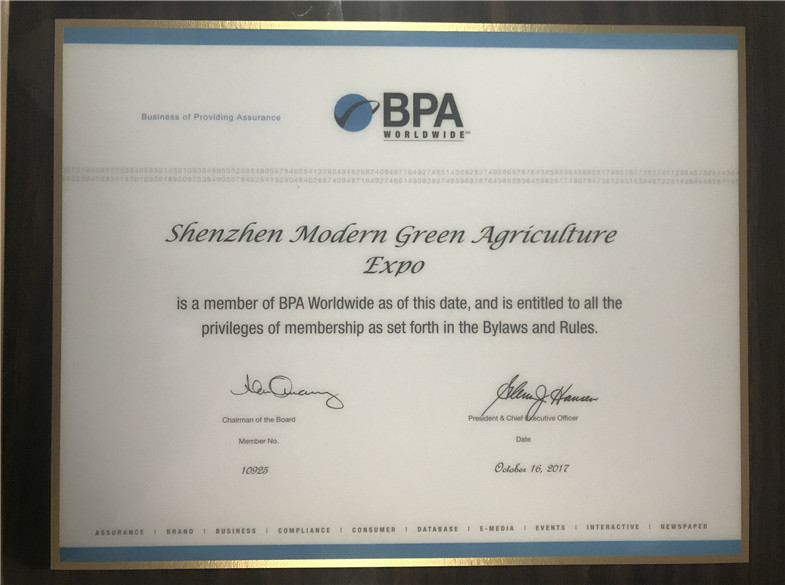 Business of Providing Assurance
BPA
WORLDWIDE
Shenzhen Modern Green Agriculture
Expo
is a member of BPA Worldwide as of this date, and is entitled to all the
privileges of membership as set forth in the Bylaws and Rules.
Glenn J. Hansen
Chairman of the Board
President & Chief Executive Officer
Member No.
Date
10925
October 16, 2017
ASSURANCE | BRAND | BUSINESS | COMPLIANCE | CONSUMER | DATABASE | E-MEDIA | EVENTS | INTERACTIVE | NEWSPAPER